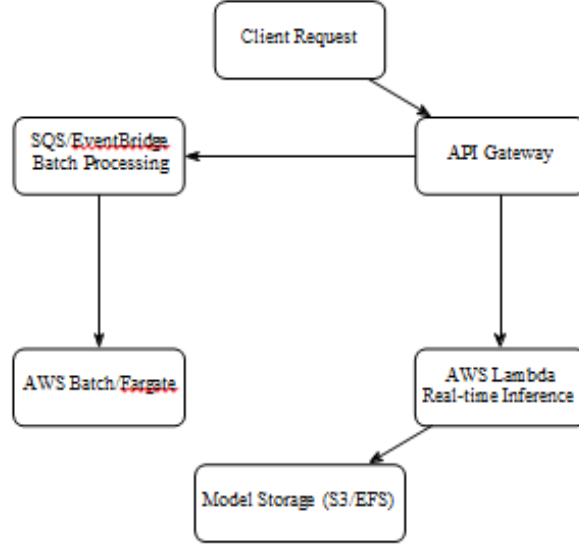 Client Request
SQS/EventBridge
Batch Processing
API Gateway
AWS Batch/Fargate
AWS Lambda
Real-time Inference
Model Storage (S3/EFS)